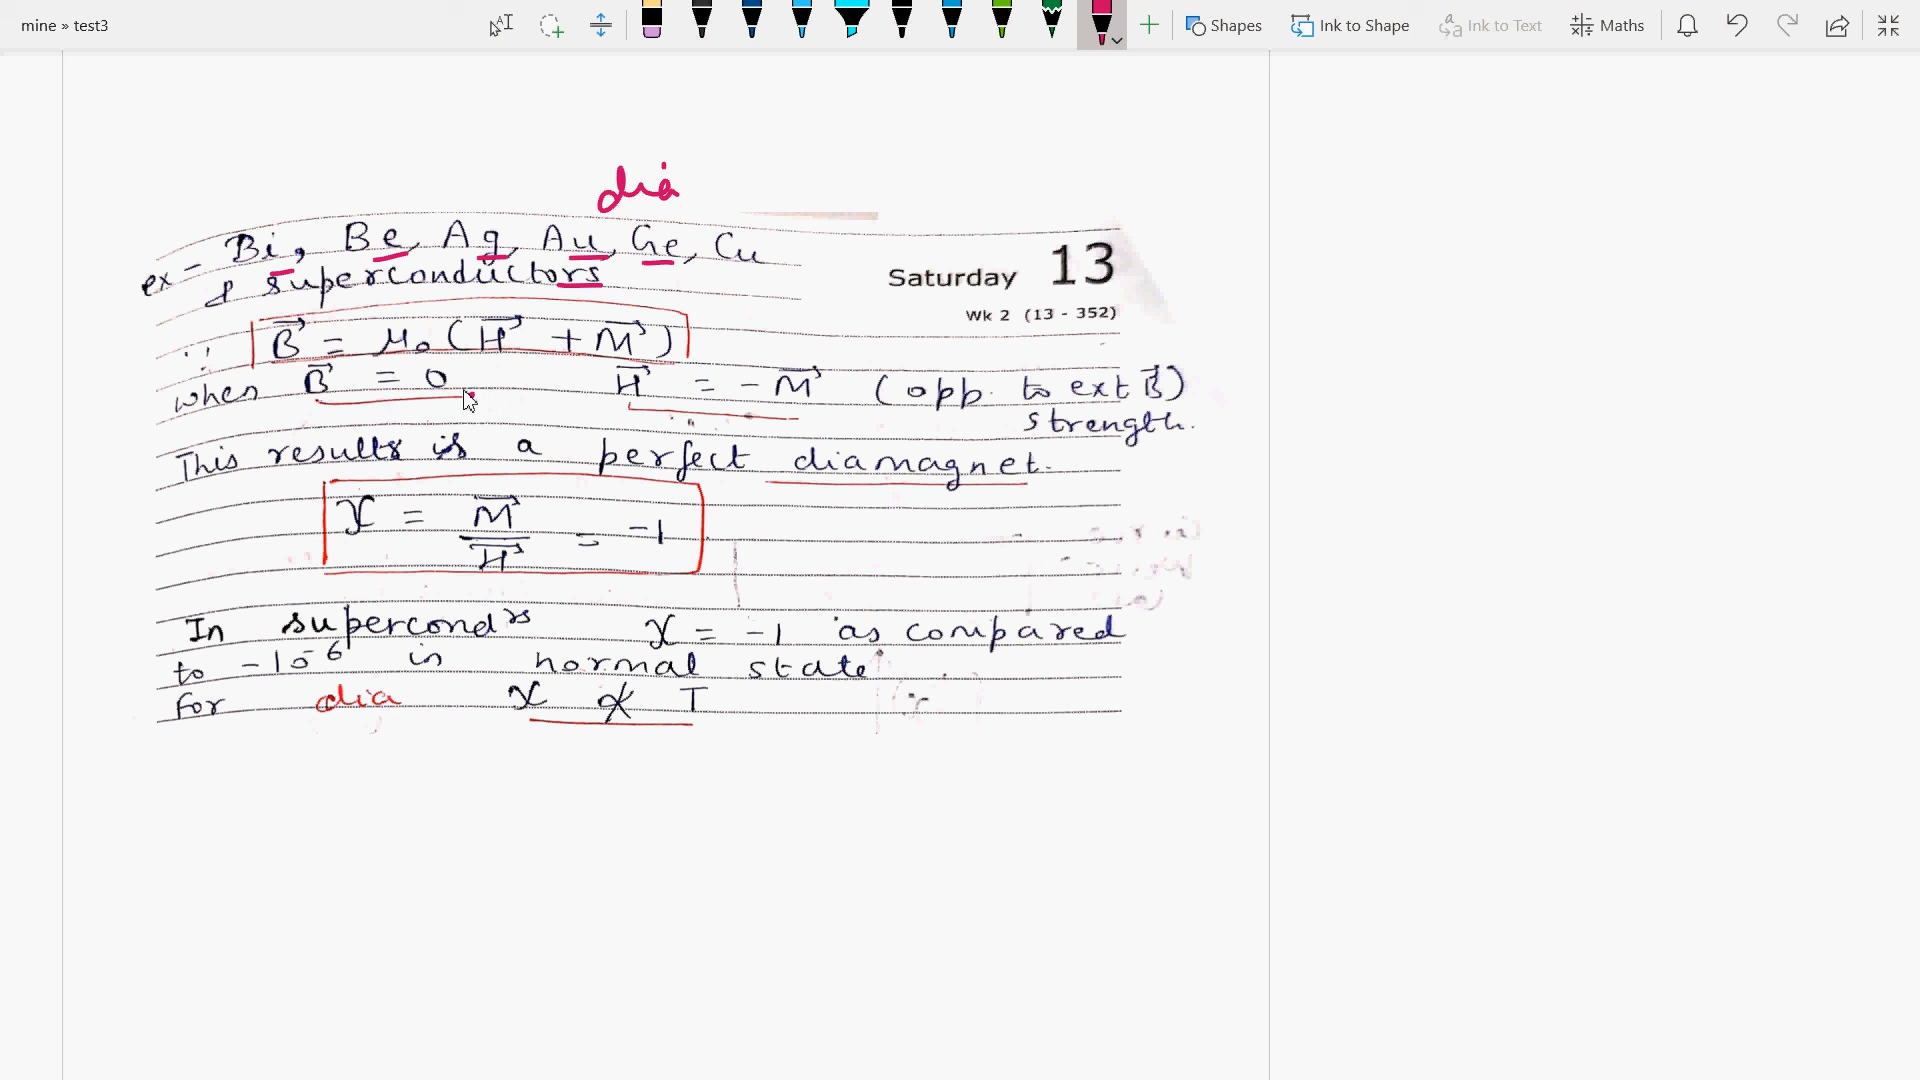 mine » test3
Shapes Ink to Shape Ink to Text Maths
dia
ex - Bi, Be, Ag, Au, Ge, Cu
& superconductors
Saturday 13
Wk 2 (13 - 352)
∵ B⃗ = μ₀ (H⃗ + M⃗)
when B⃗ = 0 H⃗ = - M⃗ (opp. to ext B⃗)
strength.
This results is a perfect diamagnet.
χ = M⃗ / H⃗ = -1
In supercondrs χ = -1 as compared
to -10⁻⁶ in normal state
For dia χ ∝̸ T